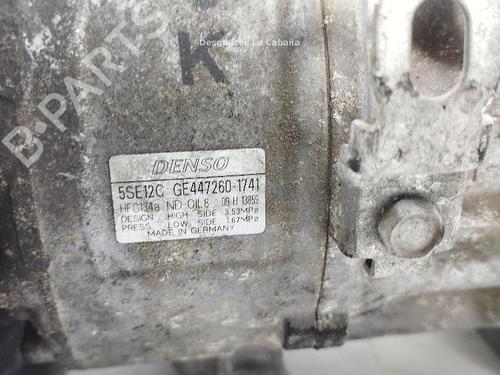 Desguaces La Cabaña
K
B-PARTS
DENSO
5SE12C GE447260-1741
HFC134a ND-OIL8 09 H 13859
DESIGN HIGH SIDE 3.53MPa
PRESS LOW SIDE 1.67MPa
MADE IN GERMANY